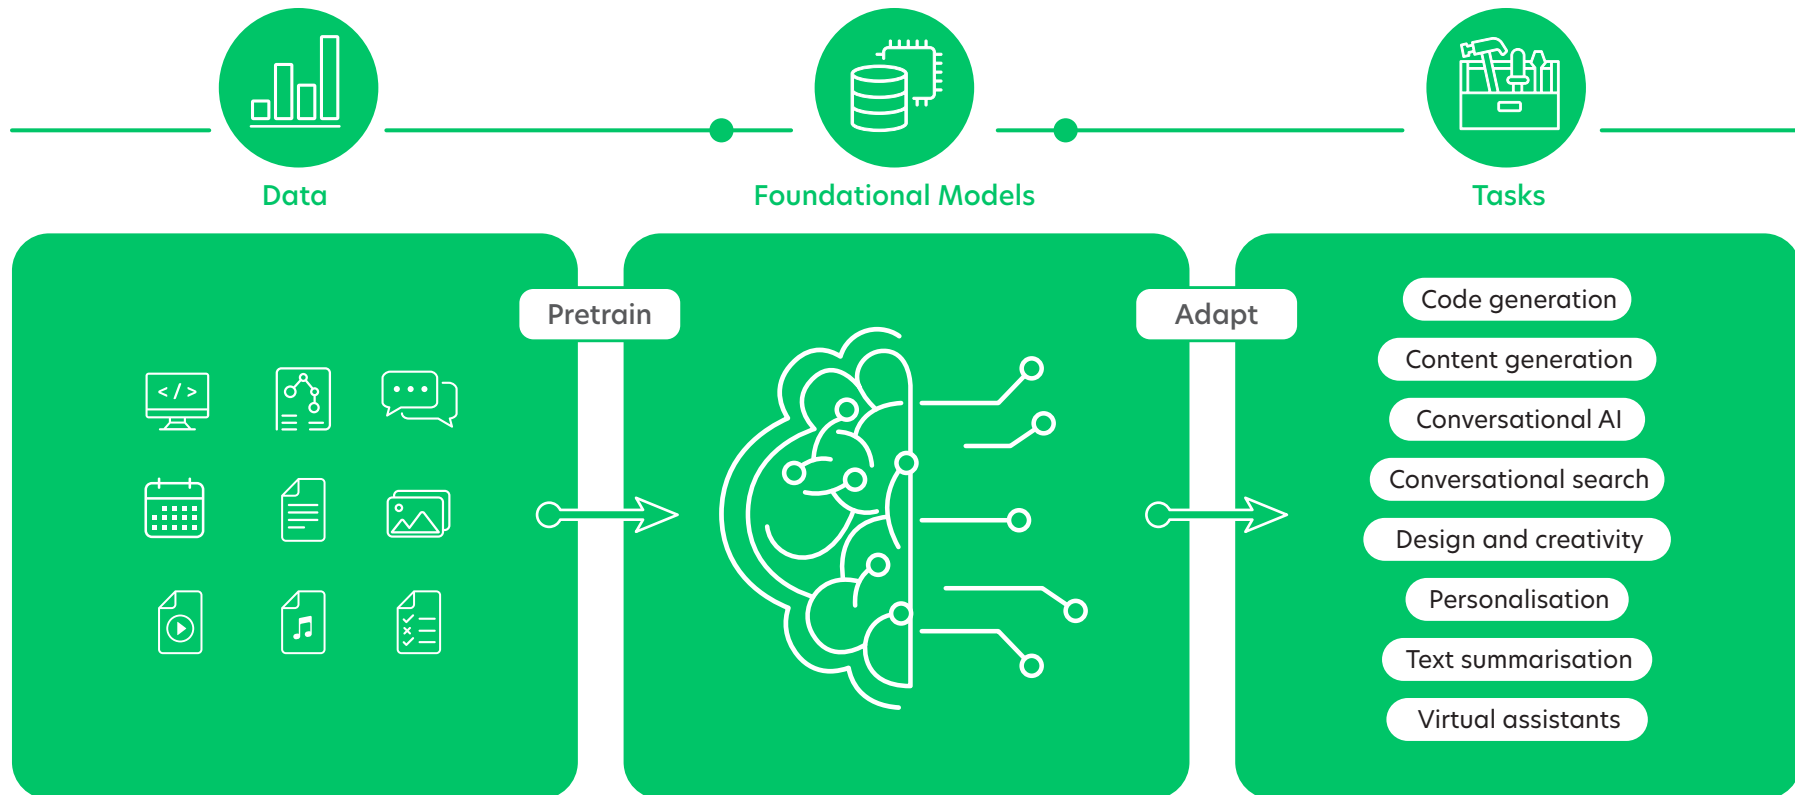 Data
Foundational Models
Tasks
Pretrain
Adapt
</>
Code generation
Content generation
Conversational AI
Conversational search
Design and creativity
Personalisation
Text summarisation
Virtual assistants